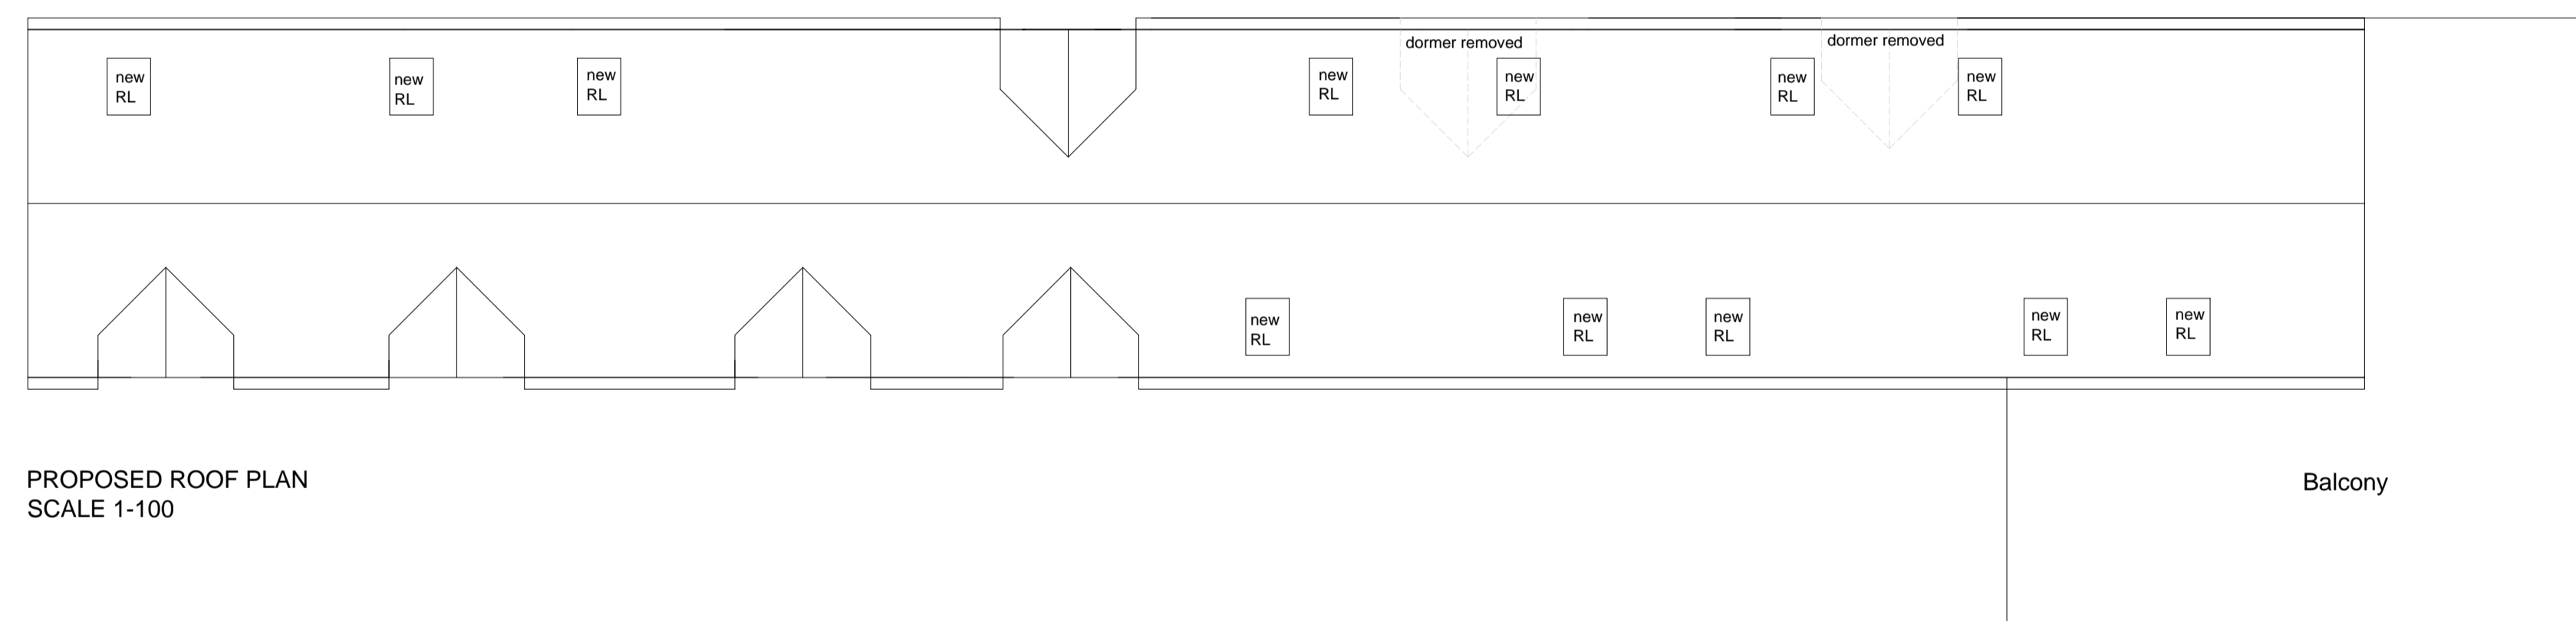 dormer removed
dormer removed
new
RL
new
RL
new
RL
new
RL
new
RL
new
RL
new
RL
new
RL
new
RL
new
RL
new
RL
new
RL
PROPOSED ROOF PLAN
SCALE 1-100
Balcony